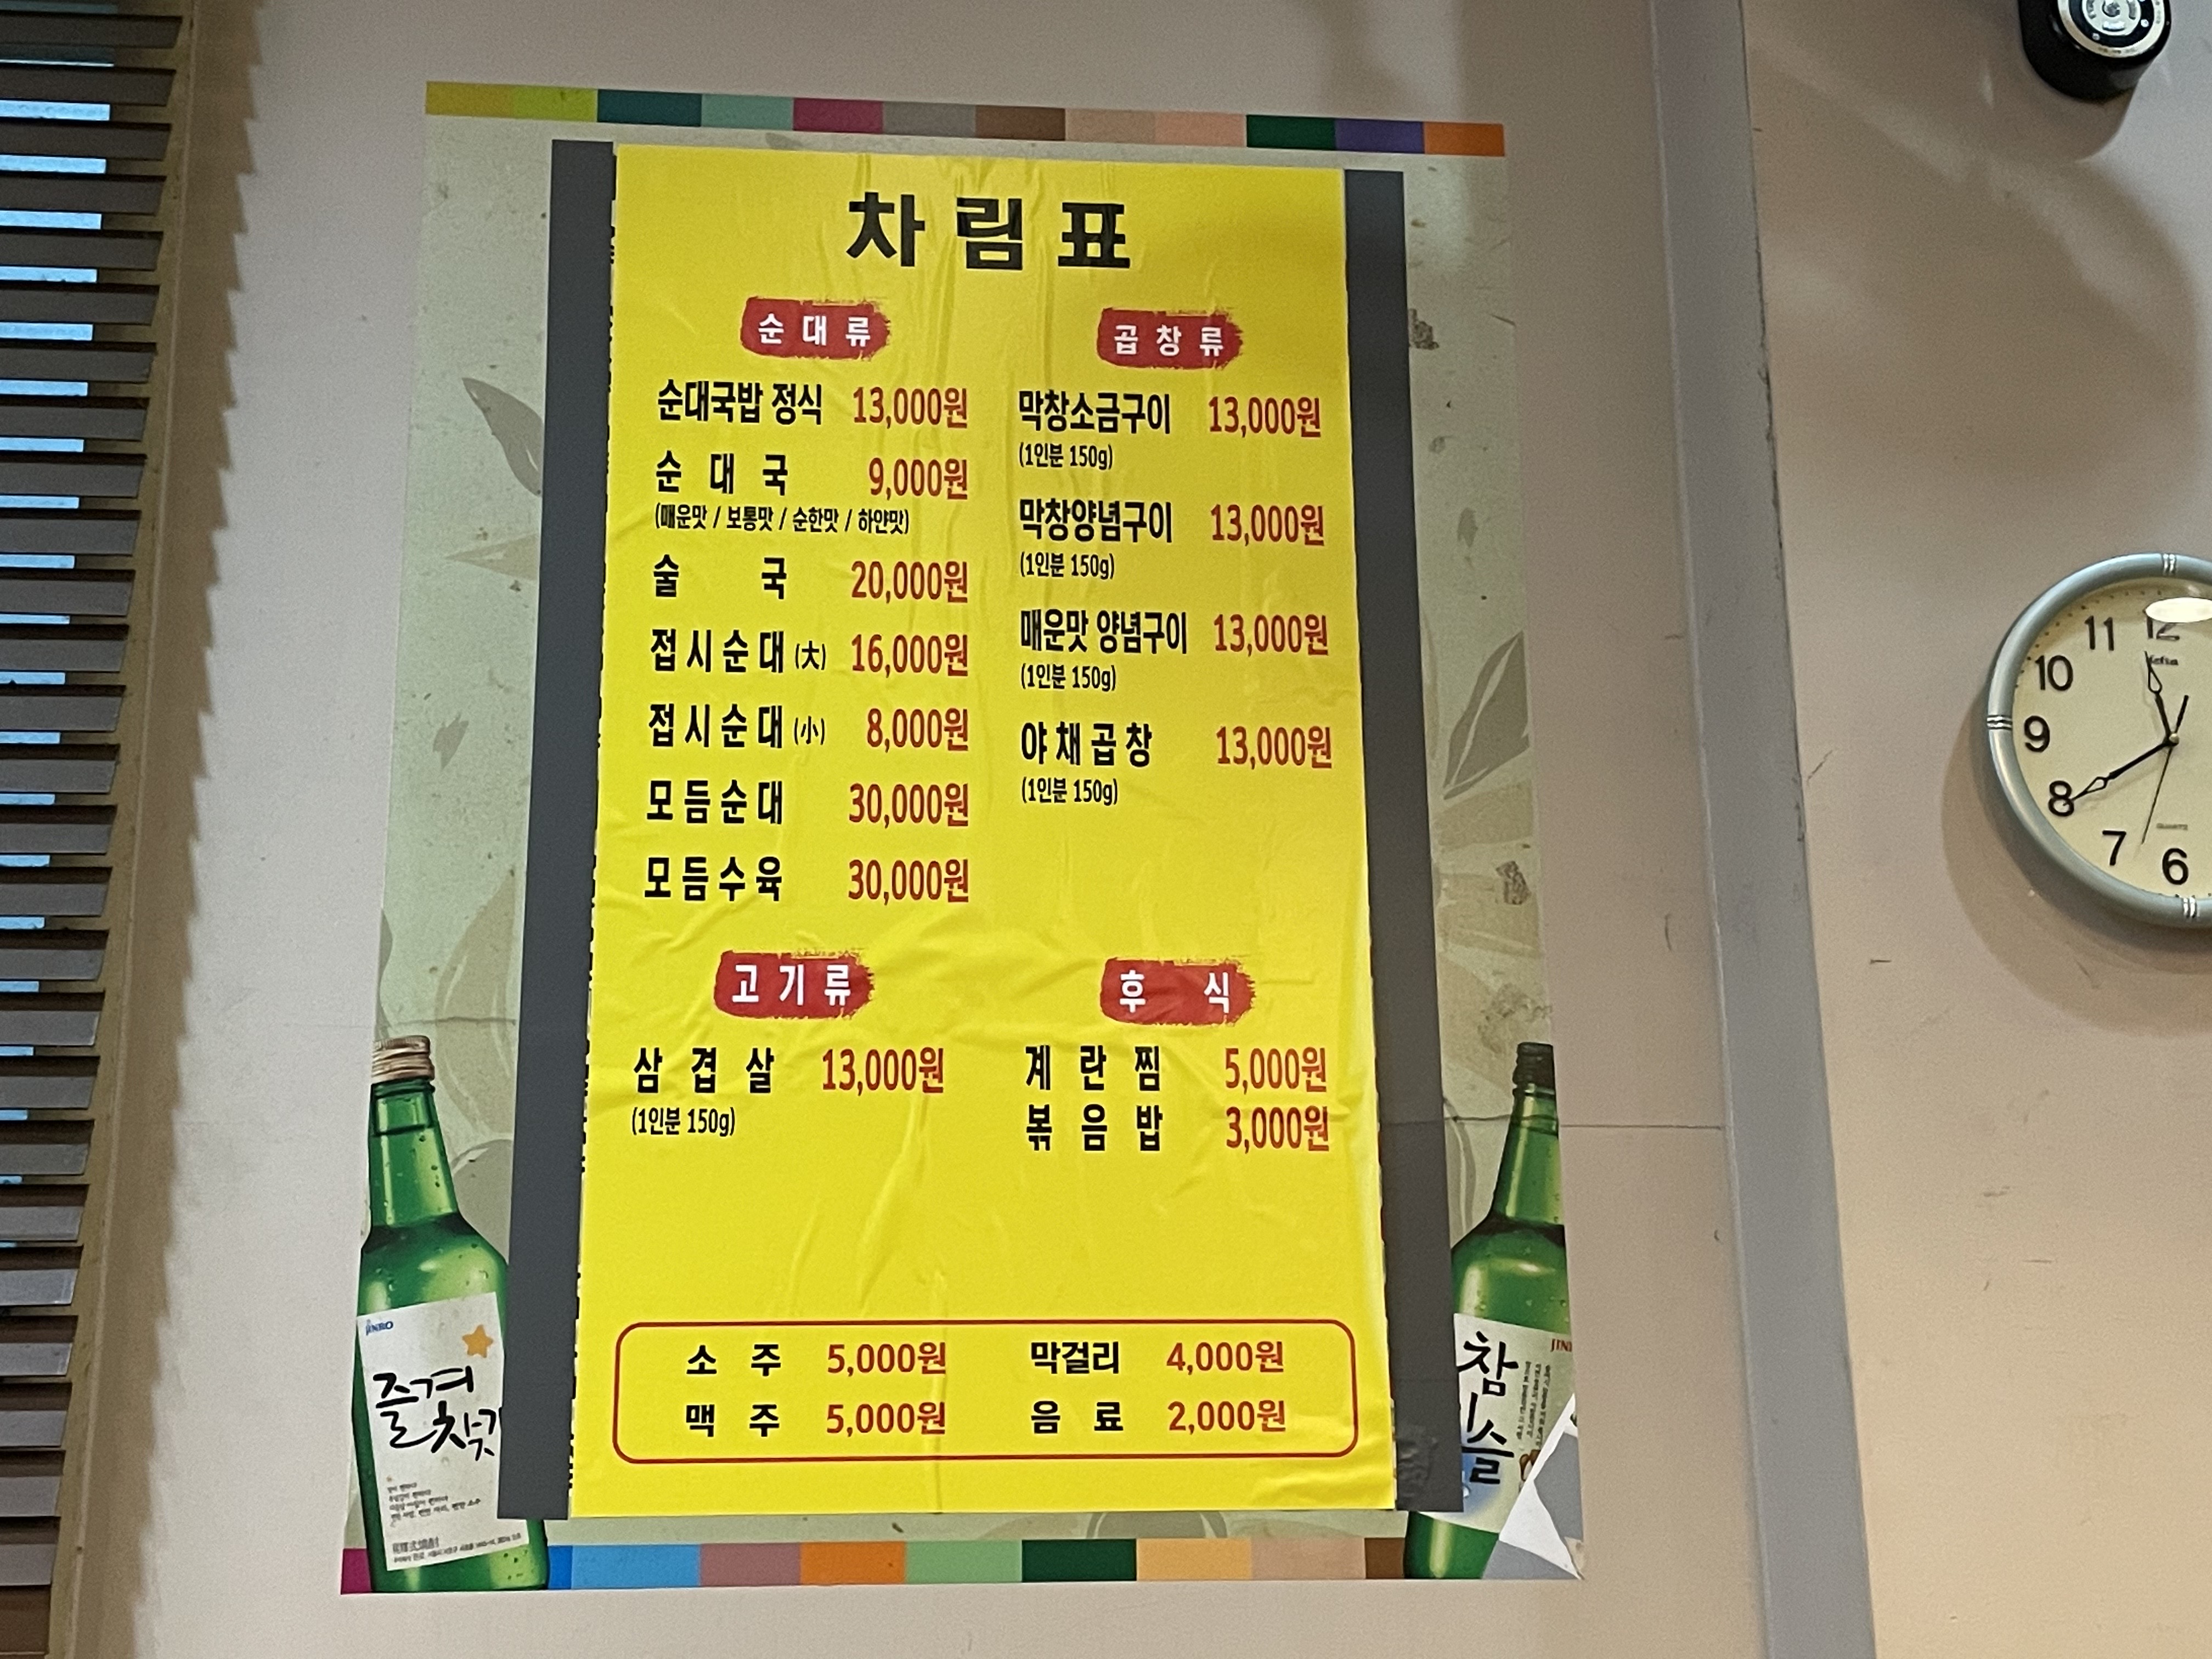 차림표
순대류
순대국밥 정식 13,000원
순대국 9,000원
(매운맛 / 보통맛 / 순한맛 / 하얀맛)
술국 20,000원
접시순대(大) 16,000원
접시순대(小) 8,000원
모듬순대 30,000원
모듬수육 30,000원
곱창류
막창소금구이 13,000원
(1인분 150g)
막창양념구이 13,000원
(1인분 150g)
매운맛 양념구이 13,000원
(1인분 150g)
야채곱창 13,000원
(1인분 150g)
고기류
삼겹살 13,000원
(1인분 150g)
후식
계란찜 5,000원
볶음밥 3,000원
소주 5,000원
맥주 5,000원
막걸리 4,000원
음료 2,000원
JINRO
즐겨
참이슬
11
12
10
9
8
7
6